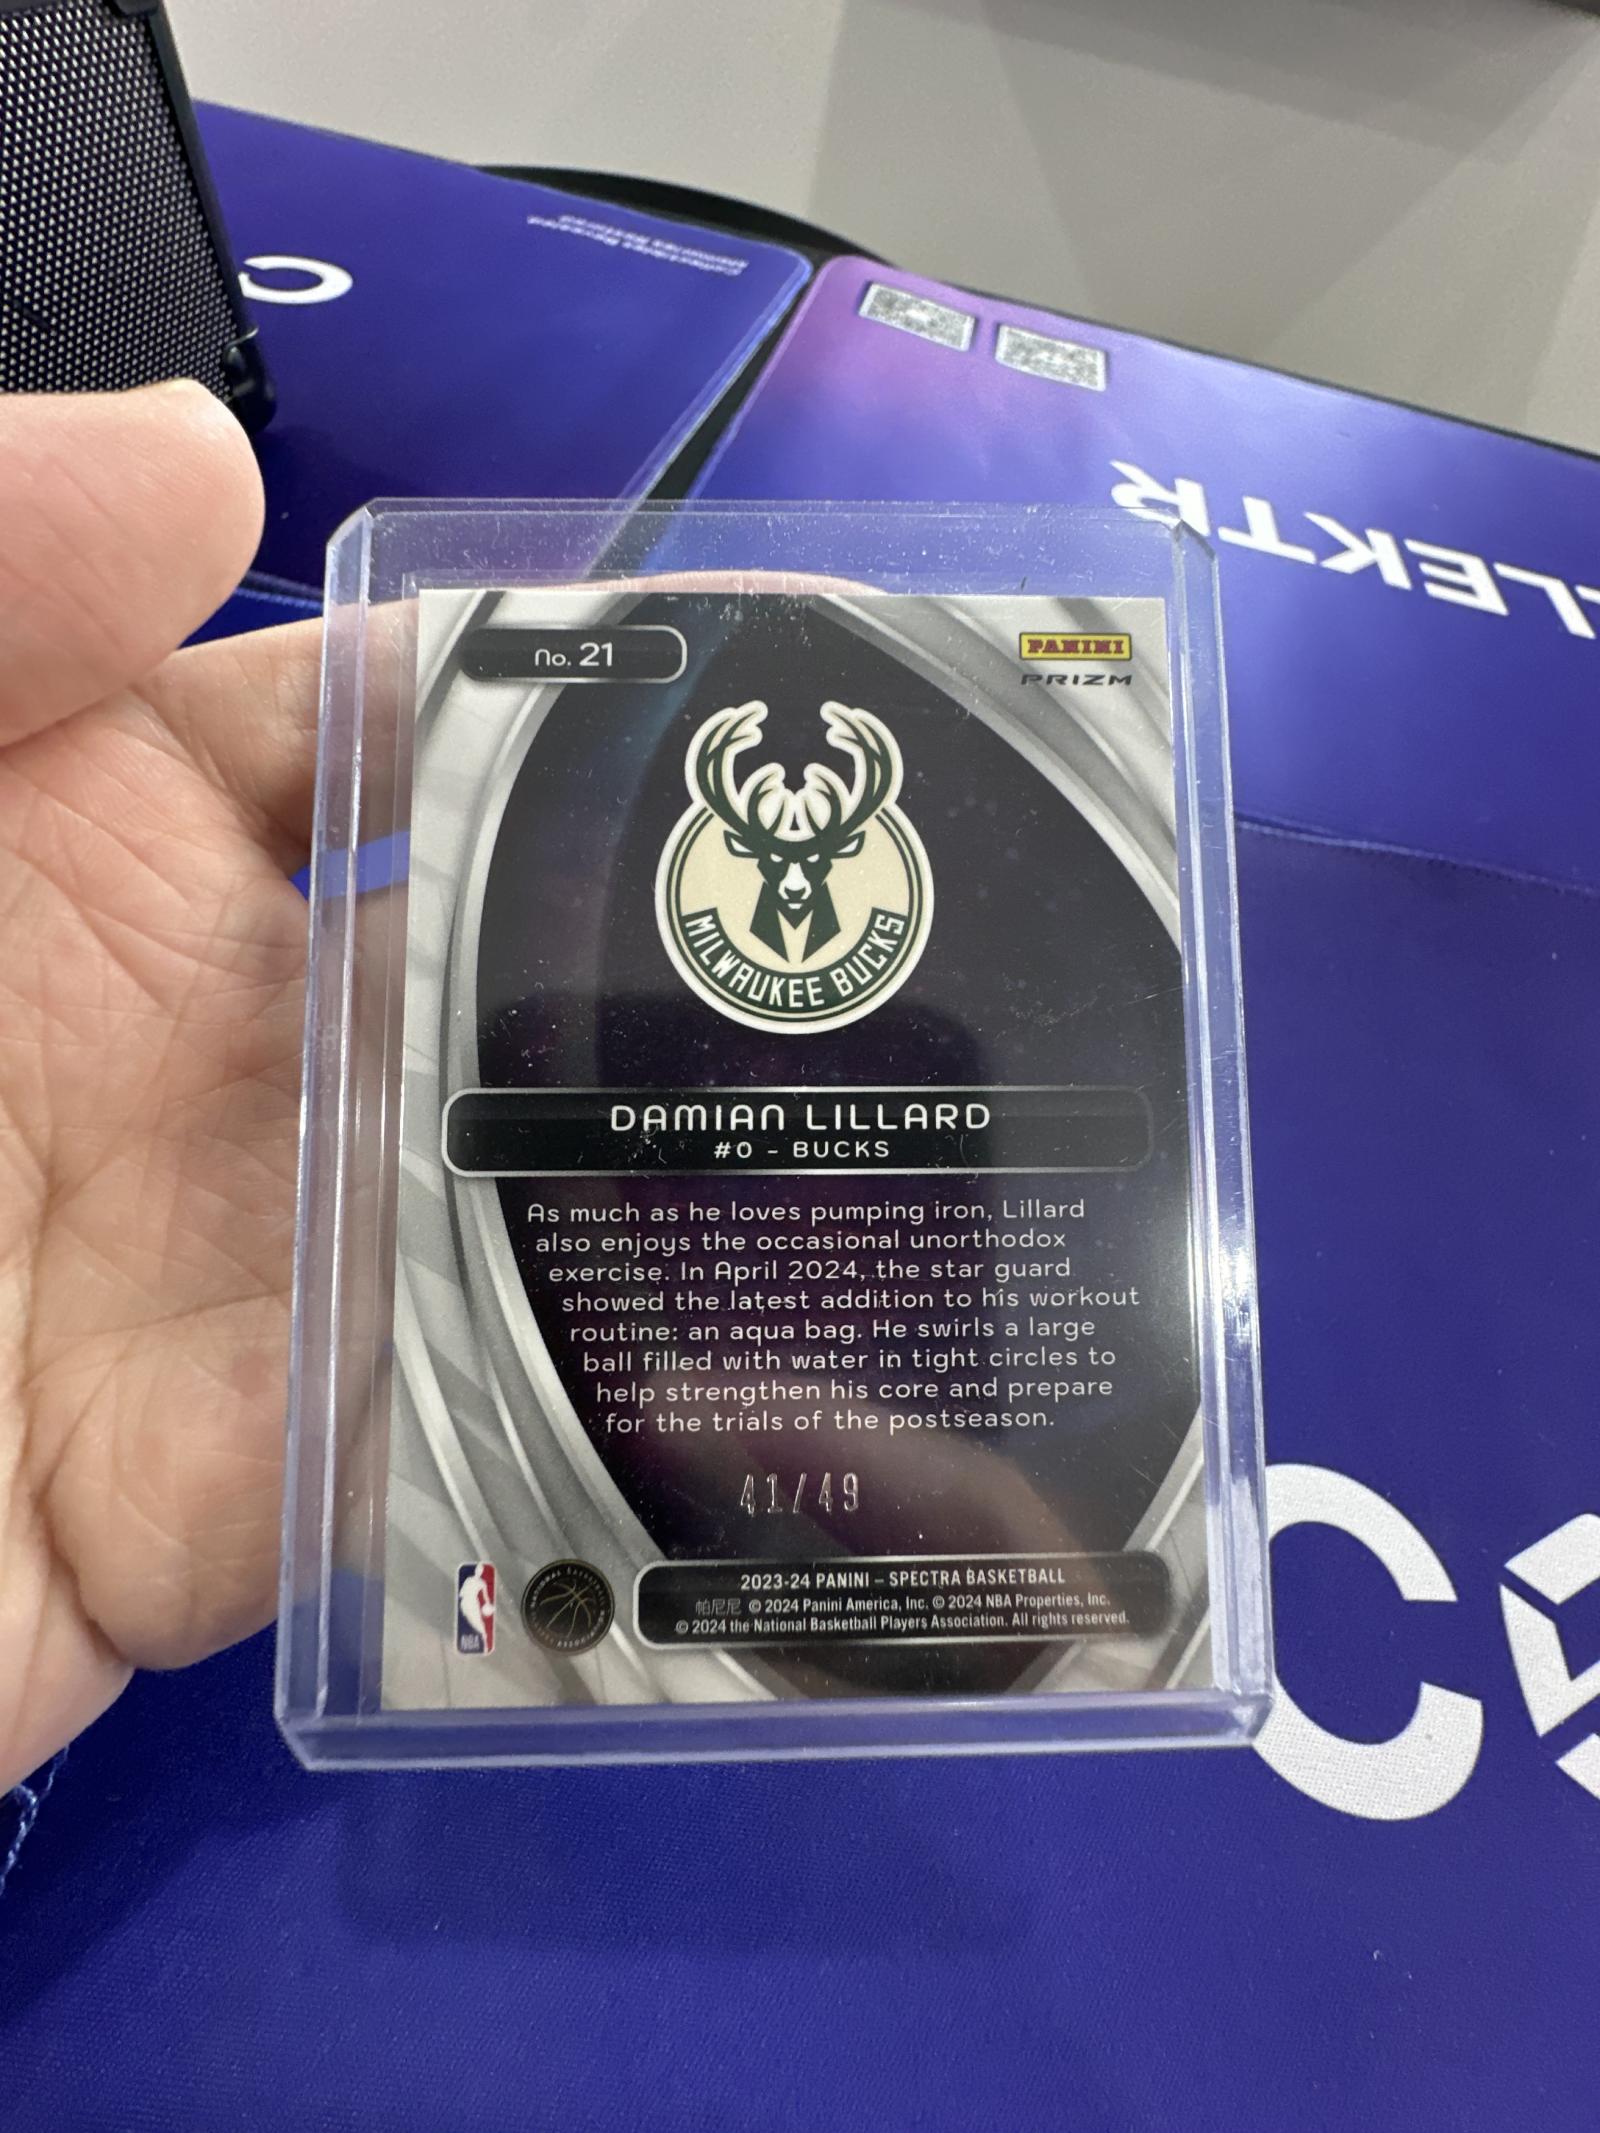 No. 21
PANINI
PRIZM
MILWAUKEE BUCKS
DAMIAN LILLARD
#0 - BUCKS
As much as he loves pumping iron, Lillard
also enjoys the occasional unorthodox
exercise. In April 2024, the star guard
showed the latest addition to his workout
routine: an aqua bag. He swirls a large
ball filled with water in tight circles to
help strengthen his core and prepare
for the trials of the postseason.
41/49
NBA
2023-24 PANINI – SPECTRA BASKETBALL
帕尼尼 © 2024 Panini America, Inc. © 2024 NBA Properties, Inc.
© 2024 the National Basketball Players Association. All rights reserved.
LEKTR
C